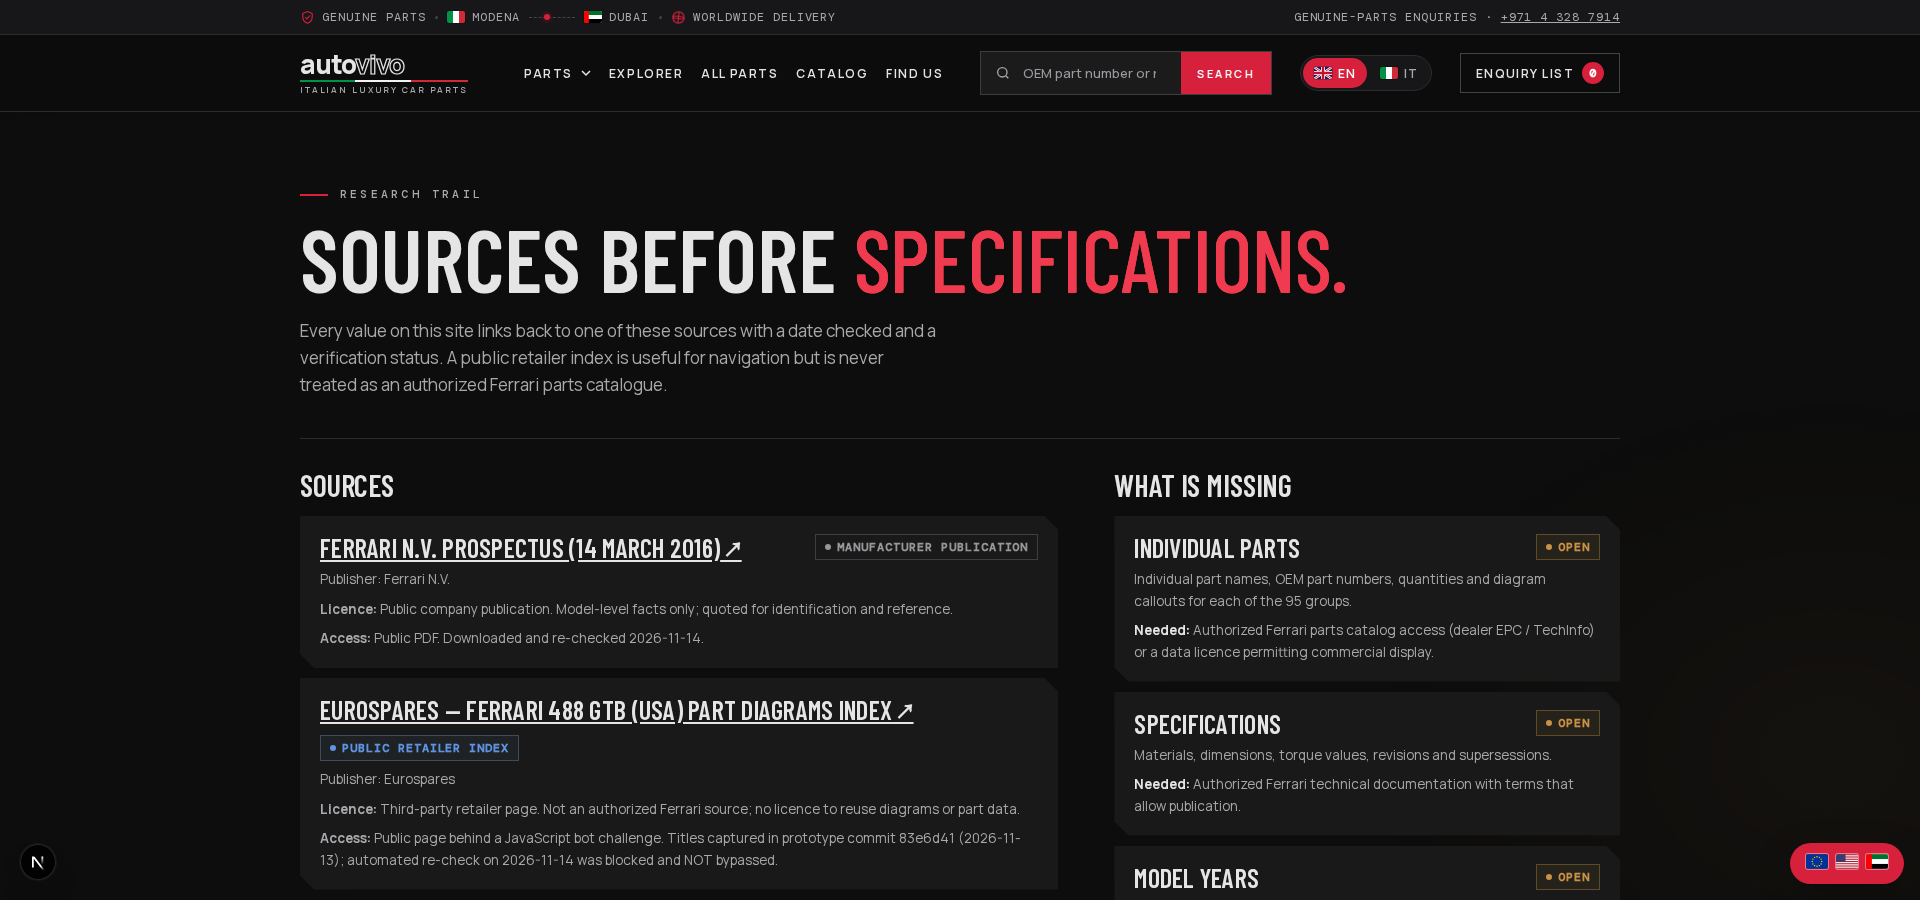 GENUINE PARTS • MODENA DUBAI • WORLDWIDE DELIVERY
GENUINE-PARTS ENQUIRIES · +971 4 328 7914
autovivo
ITALIAN LUXURY CAR PARTS
PARTS EXPLORER ALL PARTS CATALOG FIND US
OEM part number or r
SEARCH
EN IT
ENQUIRY LIST 0
RESEARCH TRAIL
SOURCES BEFORE SPECIFICATIONS.
Every value on this site links back to one of these sources with a date checked and a
verification status. A public retailer index is useful for navigation but is never
treated as an authorized Ferrari parts catalogue.
SOURCES
FERRARI N.V. PROSPECTUS (14 MARCH 2016) ↗
MANUFACTURER PUBLICATION
Publisher: Ferrari N.V.
Licence: Public company publication. Model-level facts only; quoted for identification and reference.
Access: Public PDF. Downloaded and re-checked 2026-11-14.
EUROSPARES — FERRARI 488 GTB (USA) PART DIAGRAMS INDEX ↗
PUBLIC RETAILER INDEX
Publisher: Eurospares
Licence: Third-party retailer page. Not an authorized Ferrari source; no licence to reuse diagrams or part data.
Access: Public page behind a JavaScript bot challenge. Titles captured in prototype commit 83e6d41 (2026-11-
13); automated re-check on 2026-11-14 was blocked and NOT bypassed.
WHAT IS MISSING
INDIVIDUAL PARTS
OPEN
Individual part names, OEM part numbers, quantities and diagram
callouts for each of the 95 groups.
Needed: Authorized Ferrari parts catalog access (dealer EPC / TechInfo)
or a data licence permitting commercial display.
SPECIFICATIONS
OPEN
Materials, dimensions, torque values, revisions and supersessions.
Needed: Authorized Ferrari technical documentation with terms that
allow publication.
MODEL YEARS
OPEN
N